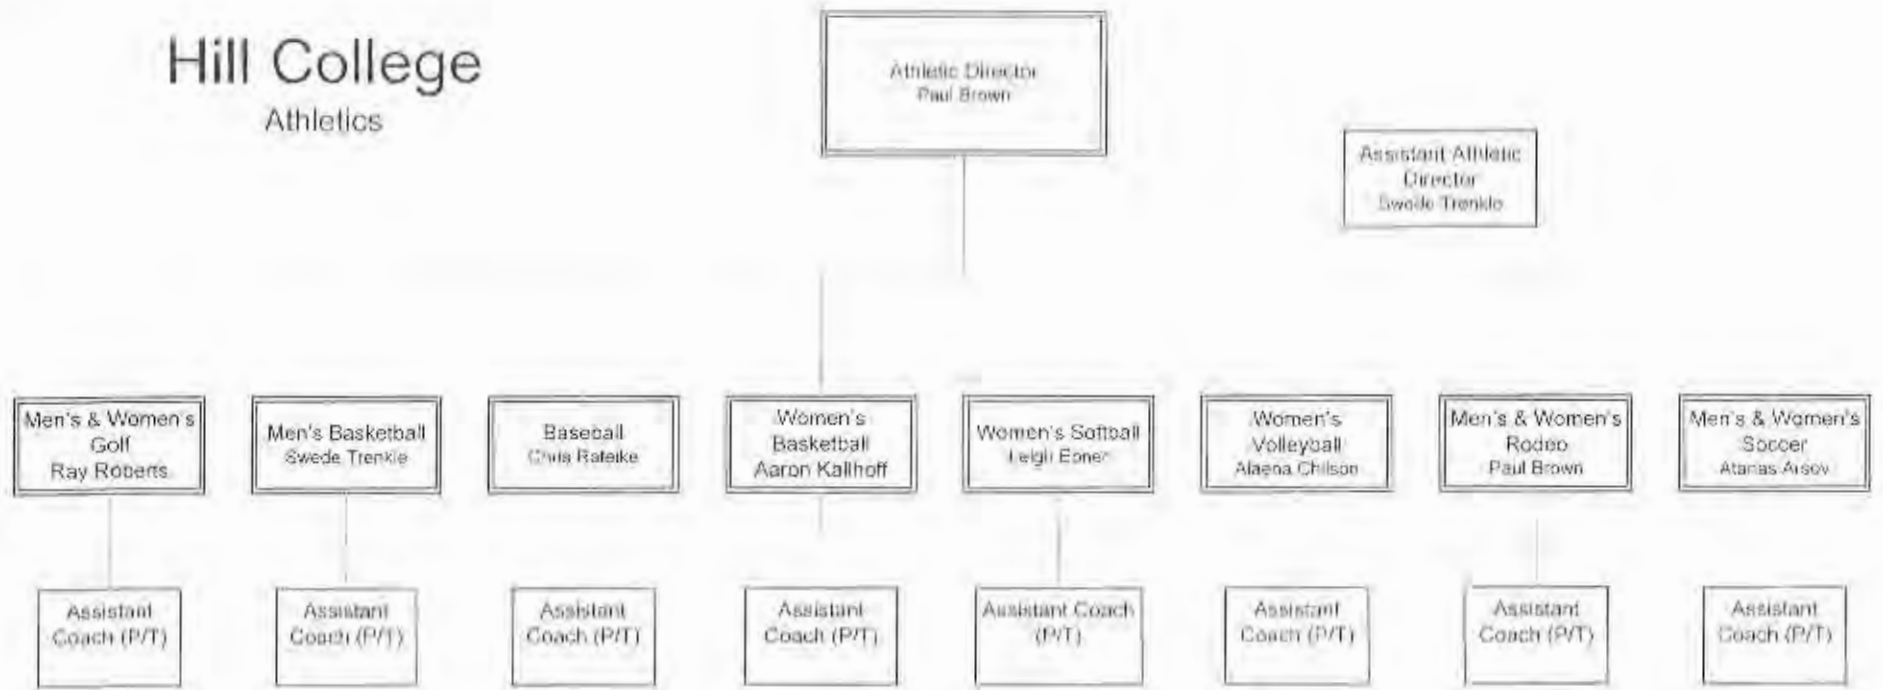 Hill College
Athletics
Athletic Director
Paul Brown
Assistant Athletic
Director
Swede Trenkle
Men's & Women's
Golf
Ray Roberts
Men's Basketball
Swede Trenkle
Baseball
Chris
Women's
Basketball
Aaron Kallhoff
Women's Softball
Leigh
Women's
Volleyball
Alaena Chilson
Men's & Women's
Rodeo
Paul Brown
Men's & Women's
Soccer
Atanas
Assistant
Coach (P/T)
Assistant
Coach (P/T)
Assistant
Coach (P/T)
Assistant
Coach (P/T)
Assistant Coach
(P/T)
Assistant
Coach (P/T)
Assistant
Coach (P/T)
Assistant
Coach (P/T)